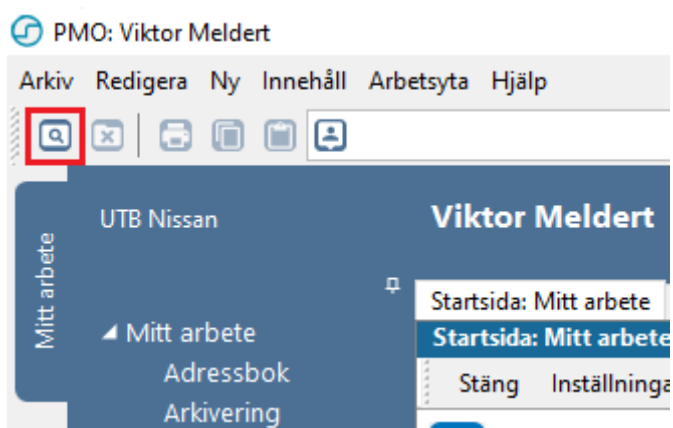 PMO: Viktor Meldert
Arkiv Redigera Ny Innehåll Arbetsyta Hjälp
Mitt arbete
UTB Nissan
Viktor Meldert
Startsida: Mitt arbete
Startsida: Mitt arbete
Mitt arbete
Stäng Inställninga
Adressbok
Arkivering